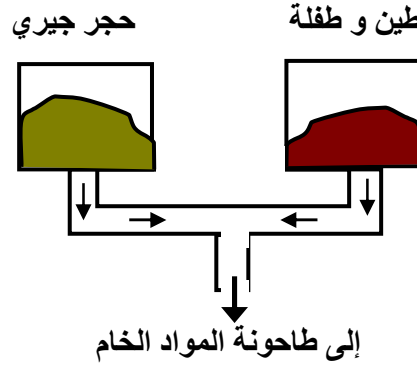 طين و طفلة
حجر جيري
إلى طاحونة المواد الخام